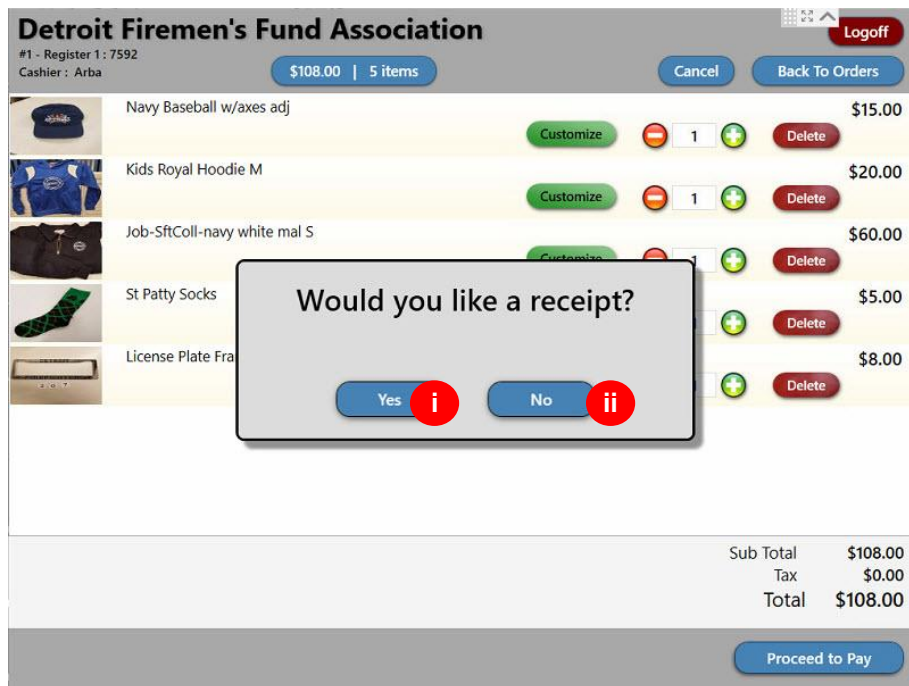 Detroit Firemen's Fund Association
Logoff
#1 - Register 1 : 7592
Cashier : Arba
$108.00 | 5 items
Cancel
Back To Orders
Navy Baseball w/axes adj
$15.00
Customize
1
Delete
Kids Royal Hoodie M
$20.00
Customize
1
Delete
Job-SftColl-navy white mal S
$60.00
Customize
1
Delete
St Patty Socks
$5.00
Delete
License Plate Fra
$8.00
Delete
Would you like a receipt?
Yes i
No ii
Sub Total $108.00
Tax $0.00
Total $108.00
Proceed to Pay